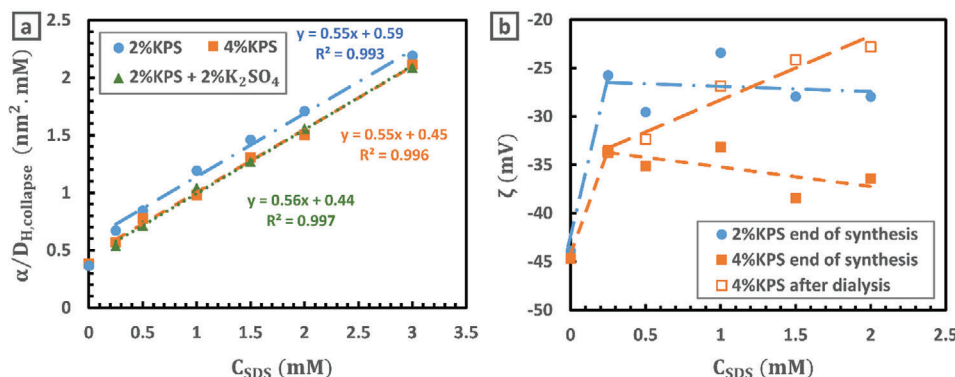 a
2.5
2
1.5
1
0.5
0
0
0.5
1
1.5
2
2.5
3
3.5
α/D_H,collapse (nm². mM)
C_SDS (mM)
2%KPS
4%KPS
2%KPS + 2%K₂SO₄
y = 0.55x + 0.59
R² = 0.993
y = 0.55x + 0.45
R² = 0.996
y = 0.56x + 0.44
R² = 0.997
b
-20
-25
-30
-35
-40
-45
-50
0
0.5
1
1.5
2
2.5
ζ (mV)
C_SDS (mM)
2%KPS end of synthesis
4%KPS end of synthesis
4%KPS after dialysis